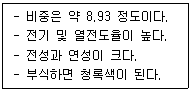 - 비중은 약 8.93 정도이다.
- 전기 및 열전도율이 높다.
- 전성과 연성이 크다.
- 부식하면 청록색이 된다.